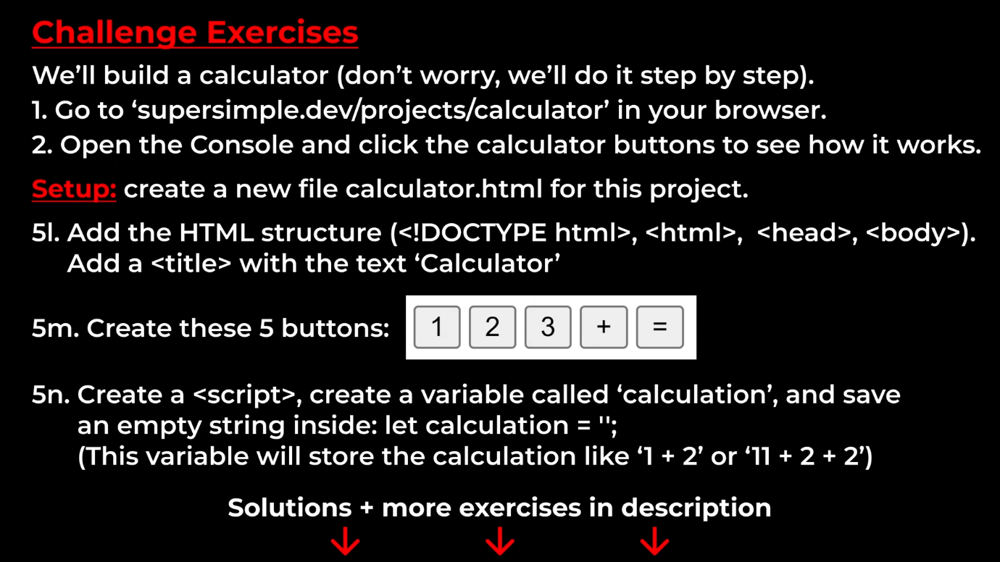 Challenge Exercises
We’ll build a calculator (don’t worry, we’ll do it step by step).
1. Go to ‘supersimple.dev/projects/calculator’ in your browser.
2. Open the Console and click the calculator buttons to see how it works.
Setup: create a new file calculator.html for this project.
5l. Add the HTML structure (<!DOCTYPE html>, <html>,  <head>, <body>).
Add a <title> with the text ‘Calculator’
5m. Create these 5 buttons: 1 2 3 + =
5n. Create a <script>, create a variable called ‘calculation’, and save
an empty string inside: let calculation = '';
(This variable will store the calculation like ‘1 + 2’ or ‘11 + 2 + 2’)
Solutions + more exercises in description